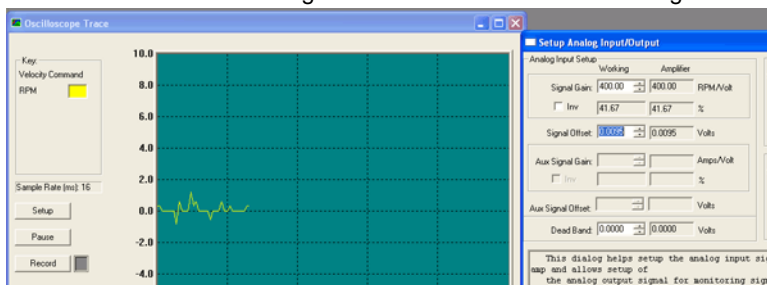 Oscilloscope Trace
Key:
Velocity Command
RPM
Sample Rate (ms): 16
Setup
Pause
Record
10.0
8.0
6.0
4.0
2.0
0.0
-2.0
-4.0
Setup Analog Input/Output
Analog Input Setup
Working Amplifier
Signal Gain: 400.00 400.00 RPM/Volt
Inv 41.67 41.67 %
Signal Offset: 0.0095 0.0095 Volts
Aux Signal Gain: Amps/Volt
Inv %
Aux Signal Offset: Volts
Dead Band: 0.0000 0.0000 Volts
This dialog helps setup the analog input
amp and allows setup of
the analog output signal for monitoring